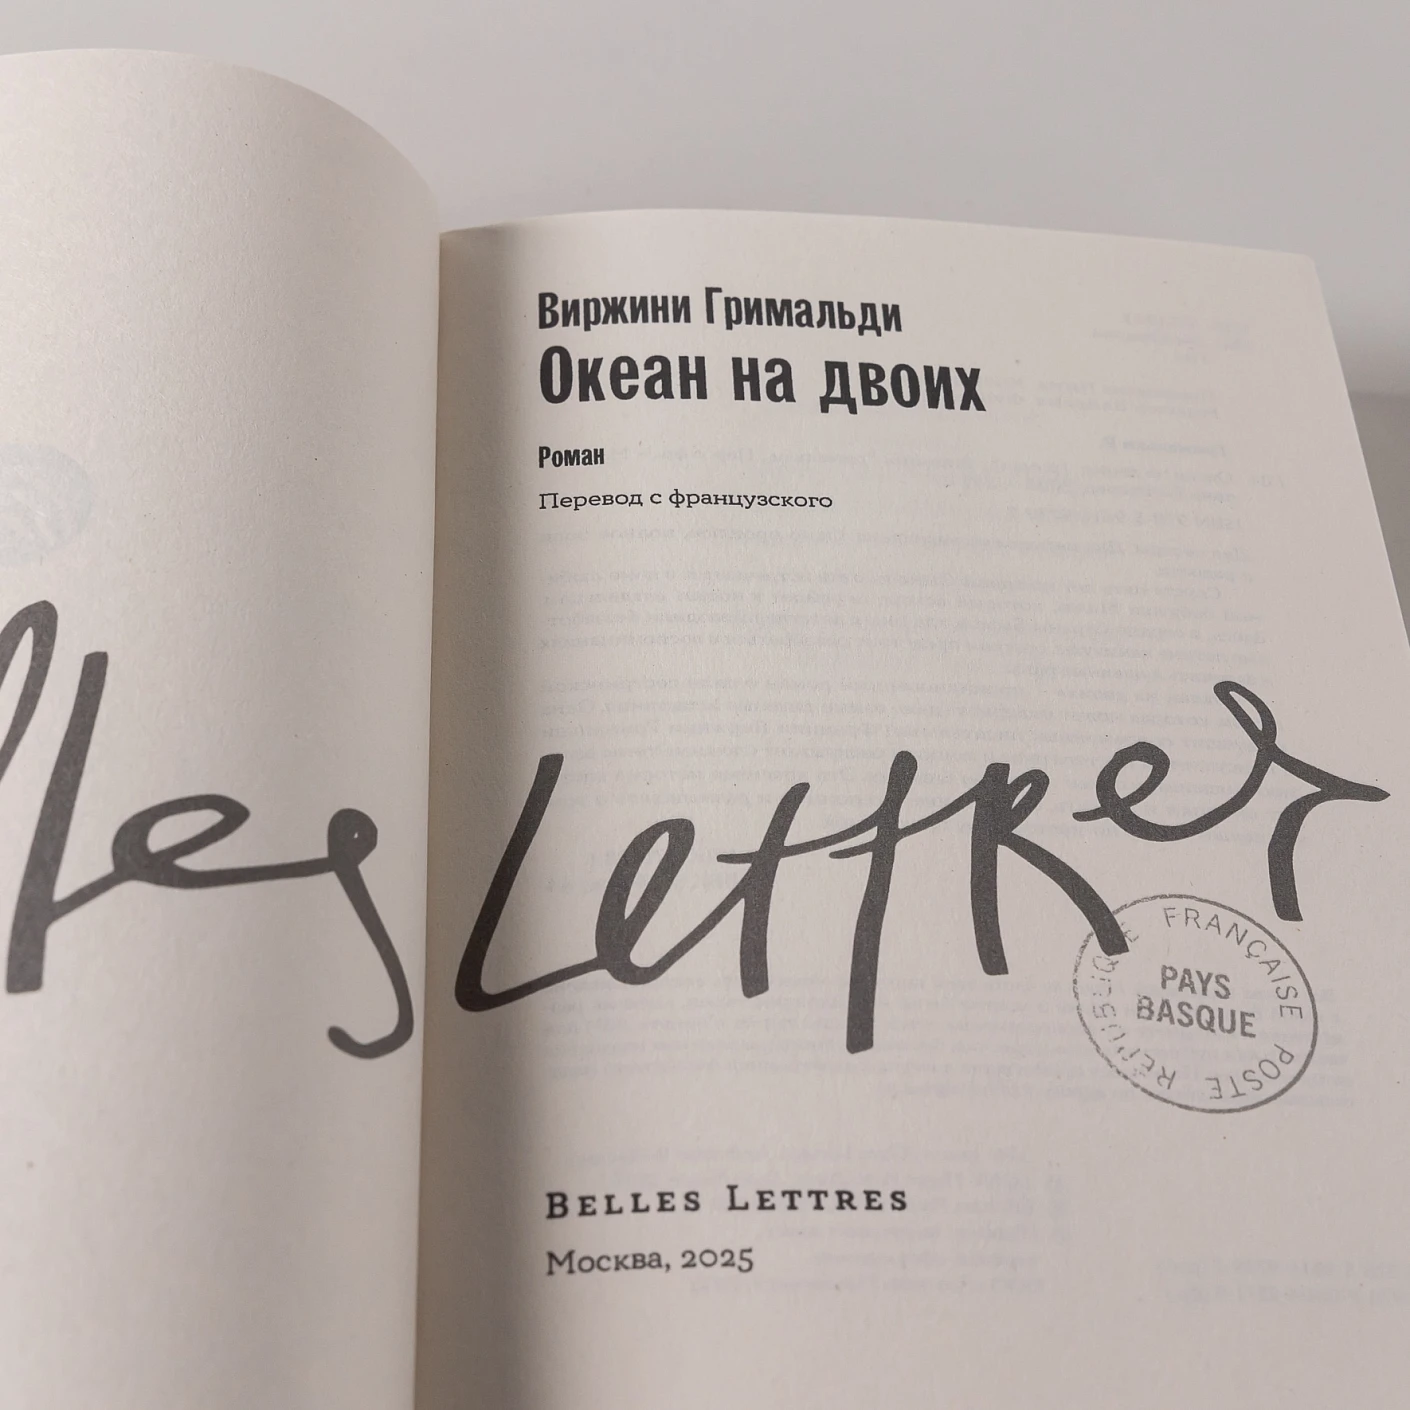 Виржини Гримальди
Океан на двоих
Роман
Перевод с французского
lles Lettres
RÉPUBLIQUE FRANÇAISE POSTE
PAYS
BASQUE
BELLES LETTRES
Москва, 2025